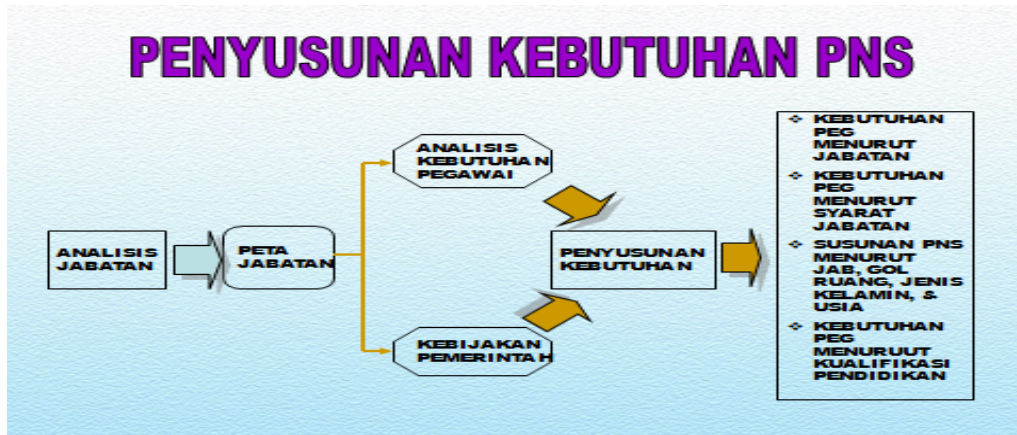 PENYUSUNAN KEBUTUHAN PNS
ANALISIS
JABATAN
PETA
JABATAN
ANALISIS
KEBUTUHAN
PEGAWAI
KEBIJAKAN
PEMERINTAH
PENYUSUNAN
KEBUTUHAN
❖ KEBUTUHAN
PEG
MENURUT
JABATAN
❖ KEBUTUHAN
PEG
MENURUT
SYARAT
JABATAN
❖ SUSUNAN PNS
MENURUT
JAB, GOL
RUANG, JENIS
KELAMIN, &
USIA
❖ KEBUTUHAN
PEG
MENURUUT
KUALIFIKASI
PENDIDIKAN